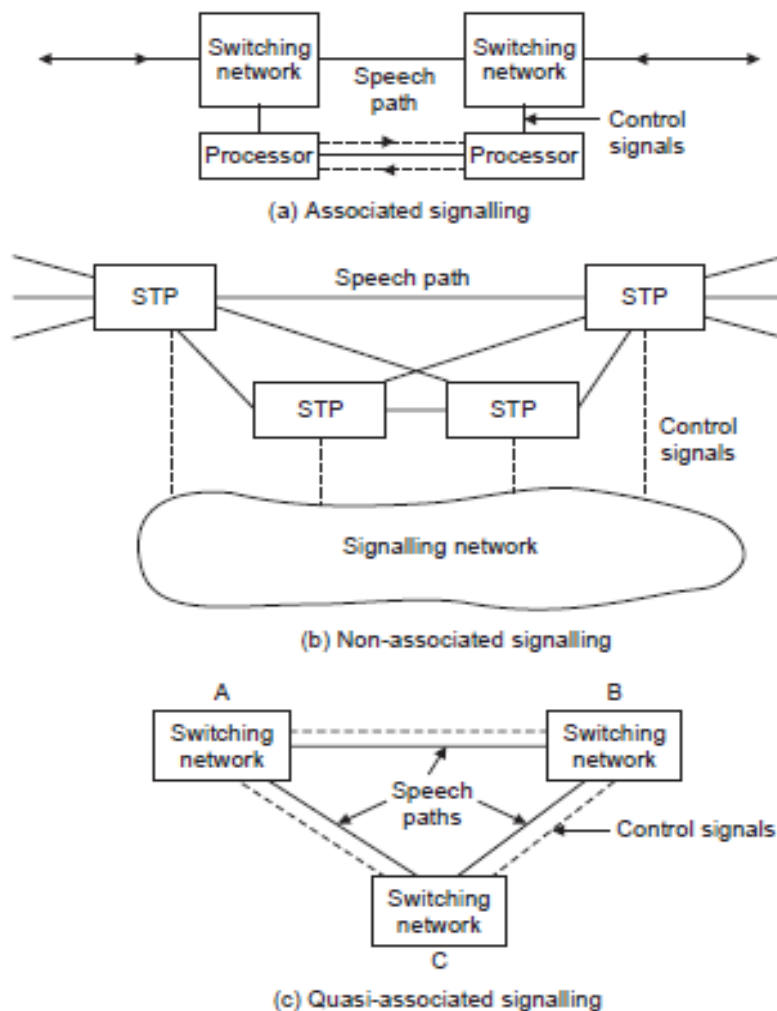 Switching
network
Switching
network
Speech
path
Control
signals
Processor
Processor
(a) Associated signalling
STP
Speech path
STP
STP
STP
Control
signals
Signalling network
(b) Non-associated signalling
A
B
Switching
network
Switching
network
Speech
paths
Control signals
Switching
network
C
(c) Quasi-associated signalling